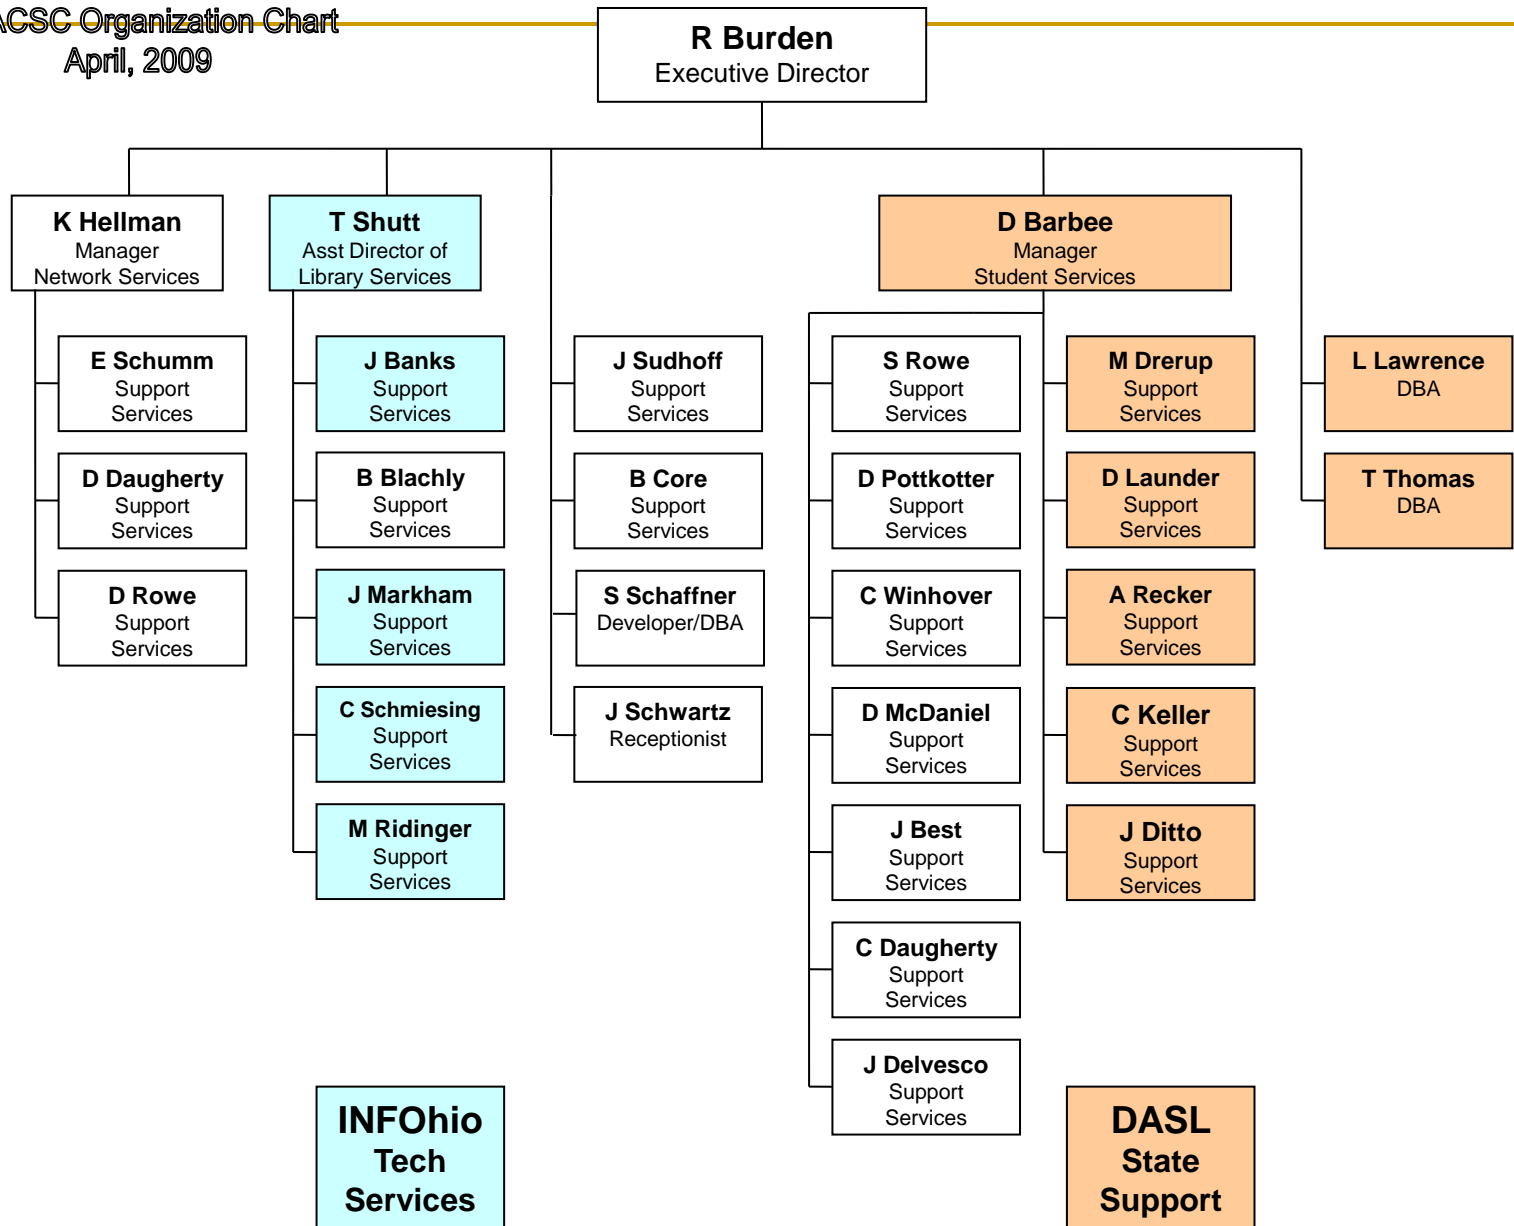 ACSC Organization Chart
April, 2009
R Burden
Executive Director
K Hellman
Manager
Network Services
T Shutt
Asst Director of
Library Services
D Barbee
Manager
Student Services
E Schumm
Support
Services
D Daugherty
Support
Services
D Rowe
Support
Services
J Banks
Support
Services
B Blachly
Support
Services
J Markham
Support
Services
C Schmiesing
Support
Services
M Ridinger
Support
Services
J Sudhoff
Support
Services
B Core
Support
Services
S Schaffner
Developer/DBA
J Schwartz
Receptionist
S Rowe
Support
Services
D Pottkotter
Support
Services
C Winhover
Support
Services
D McDaniel
Support
Services
J Best
Support
Services
C Daugherty
Support
Services
J Delvesco
Support
Services
M Drerup
Support
Services
D Launder
Support
Services
A Recker
Support
Services
C Keller
Support
Services
J Ditto
Support
Services
L Lawrence
DBA
T Thomas
DBA
INFOhio
Tech
Services
DASL
State
Support